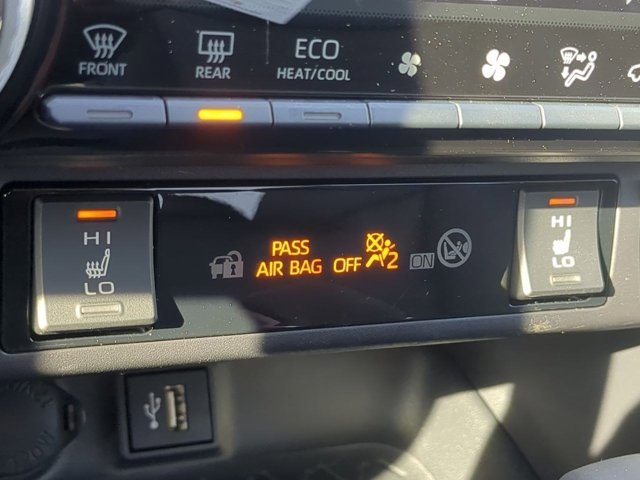 FRONT
REAR
ECO
HEAT/COOL
HI
LO
PASS
AIR BAG OFF 2
ON
HI
LO